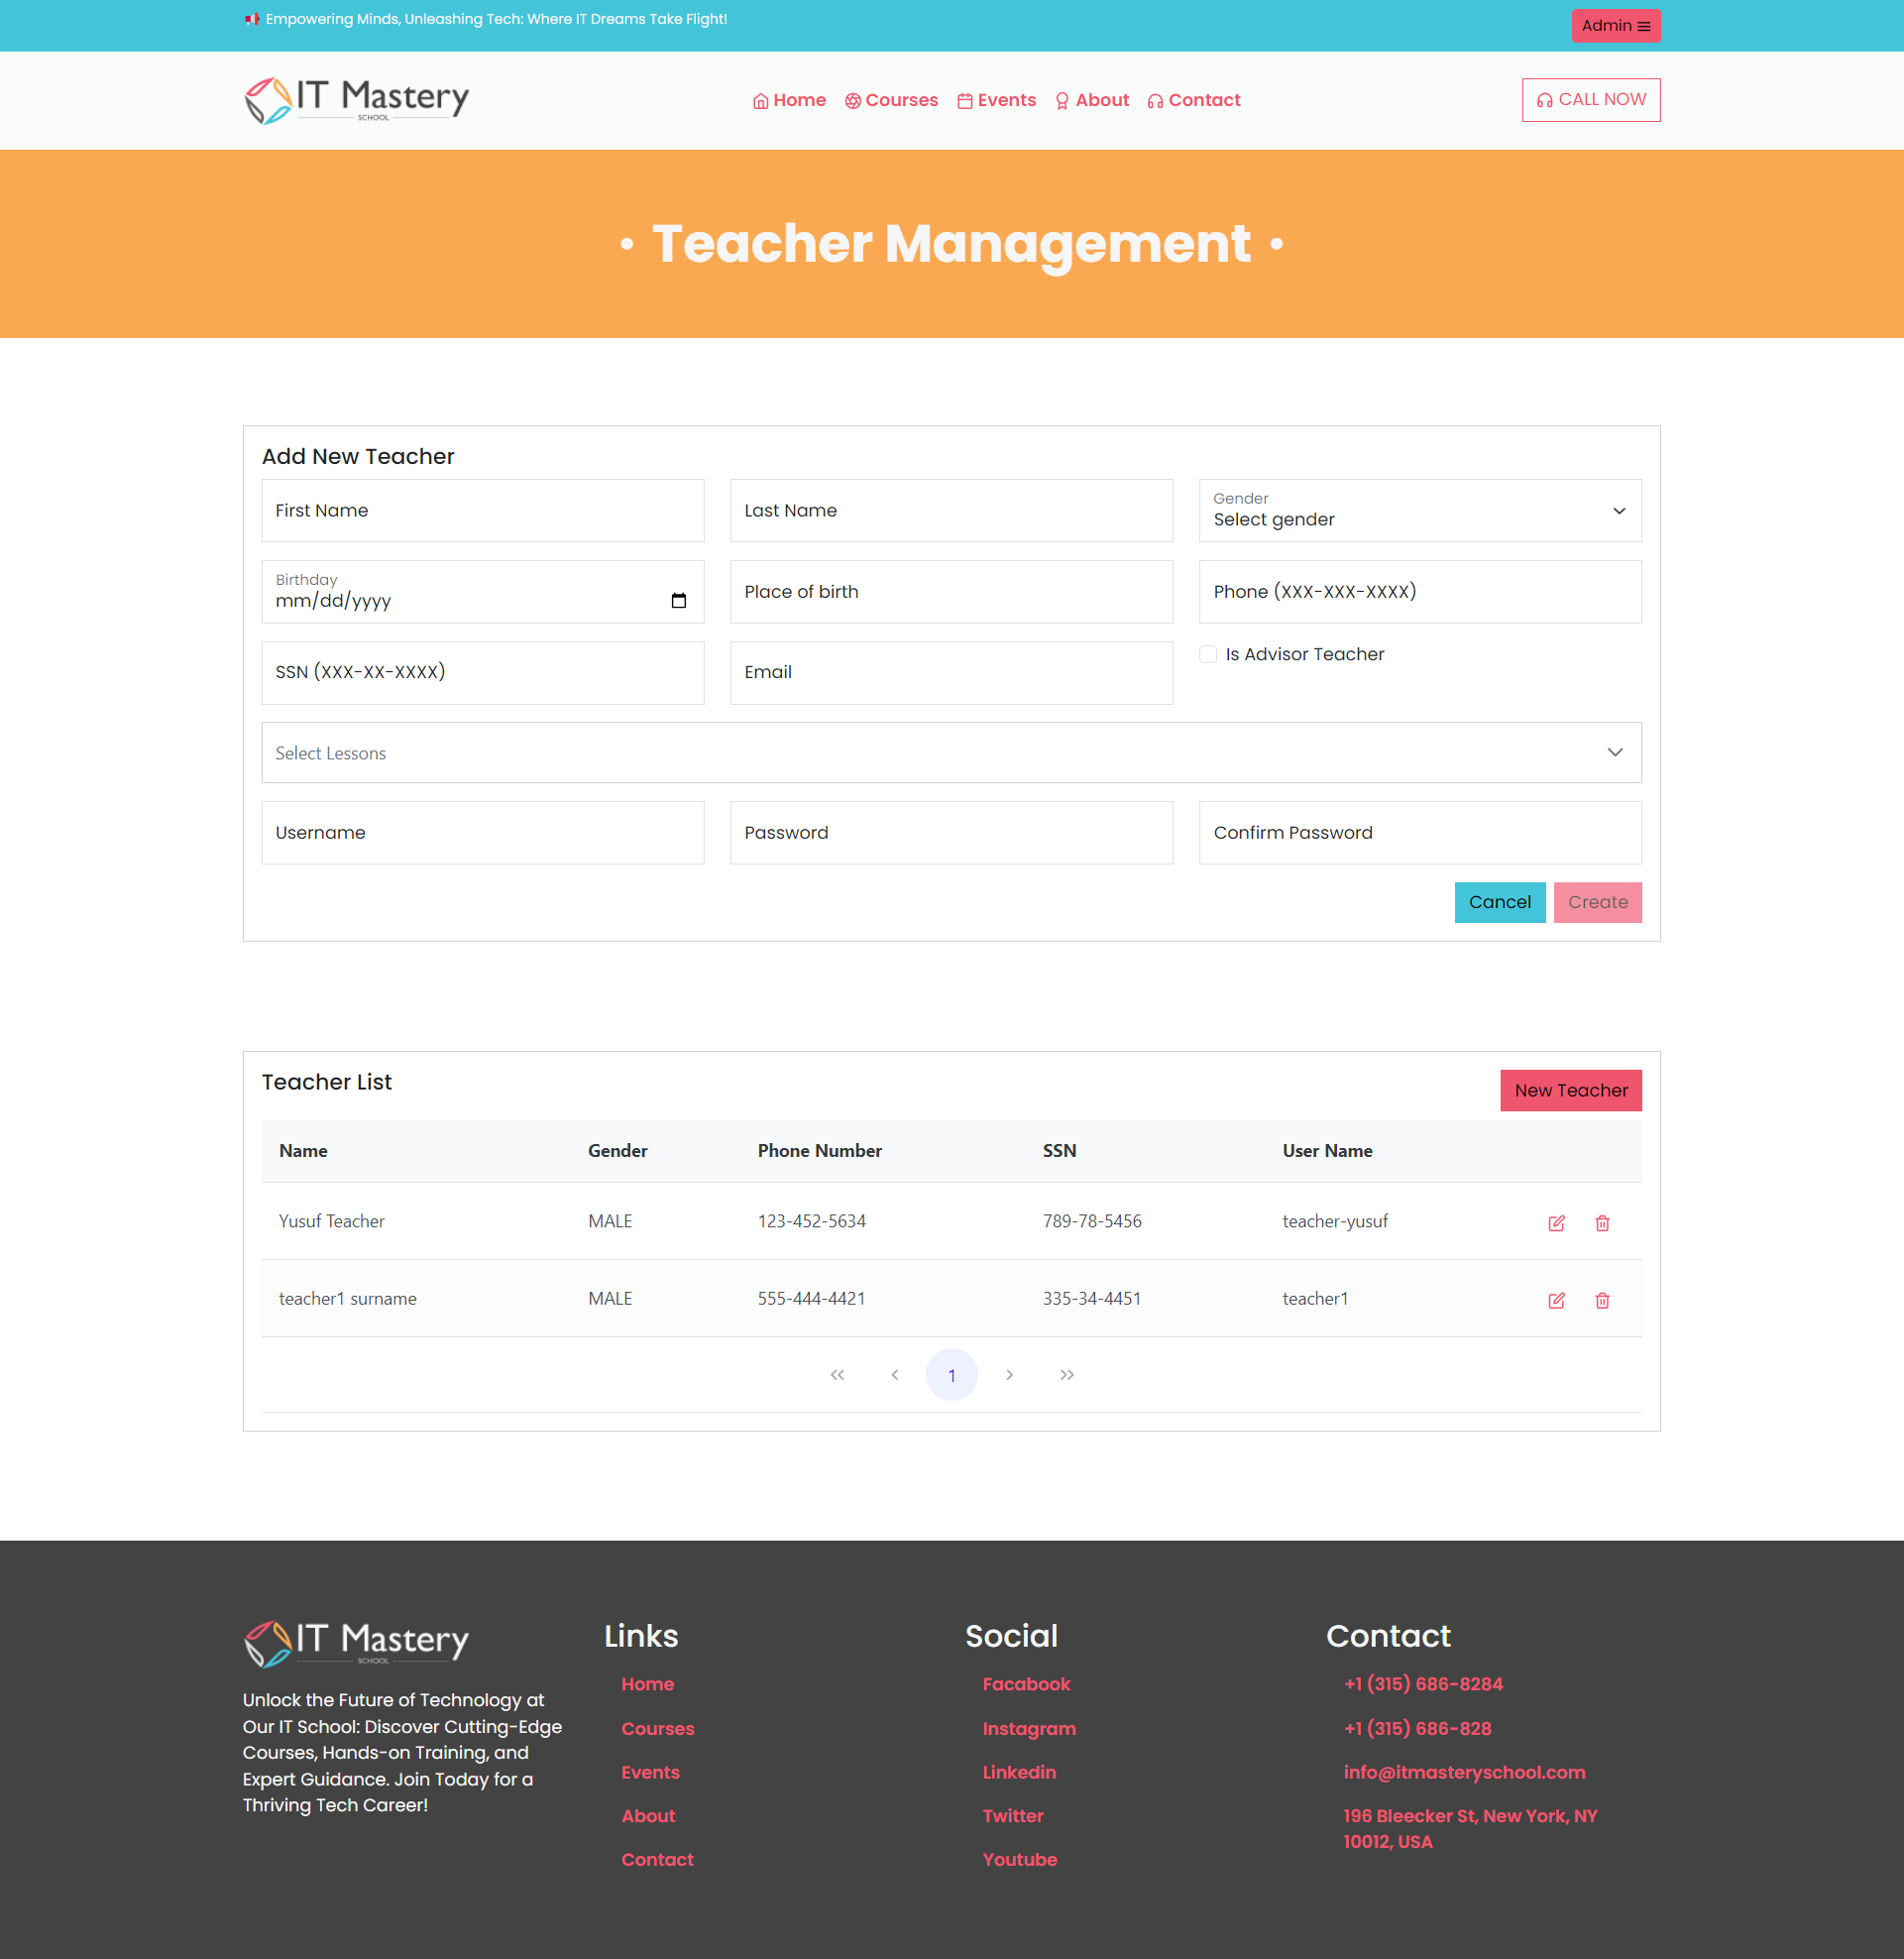 Empowering Minds, Unleashing Tech: Where IT Dreams Take Flight!
Admin
IT Mastery
SCHOOL
Home Courses Events About Contact
CALL NOW
• Teacher Management •
Add New Teacher
First Name
Last Name
Gender
Select gender
Birthday
mm/dd/yyyy
Place of birth
Phone (XXX-XXX-XXXX)
SSN (XXX-XX-XXXX)
Email
Is Advisor Teacher
Select Lessons
Username
Password
Confirm Password
Cancel
Create
Teacher List
New Teacher
Name Gender Phone Number SSN User Name
Yusuf Teacher MALE 123-452-5634 789-78-5456 teacher-yusuf
teacher1 surname MALE 555-444-4421 335-34-4451 teacher1
1
IT Mastery
SCHOOL
Unlock the Future of Technology at
Our IT School: Discover Cutting-Edge
Courses, Hands-on Training, and
Expert Guidance. Join Today for a
Thriving Tech Career!
Links
Home
Courses
Events
About
Contact
Social
Facabook
Instagram
Linkedin
Twitter
Youtube
Contact
+1 (315) 686-8284
+1 (315) 686-828
info@itmasteryschool.com
196 Bleecker St, New York, NY
10012, USA